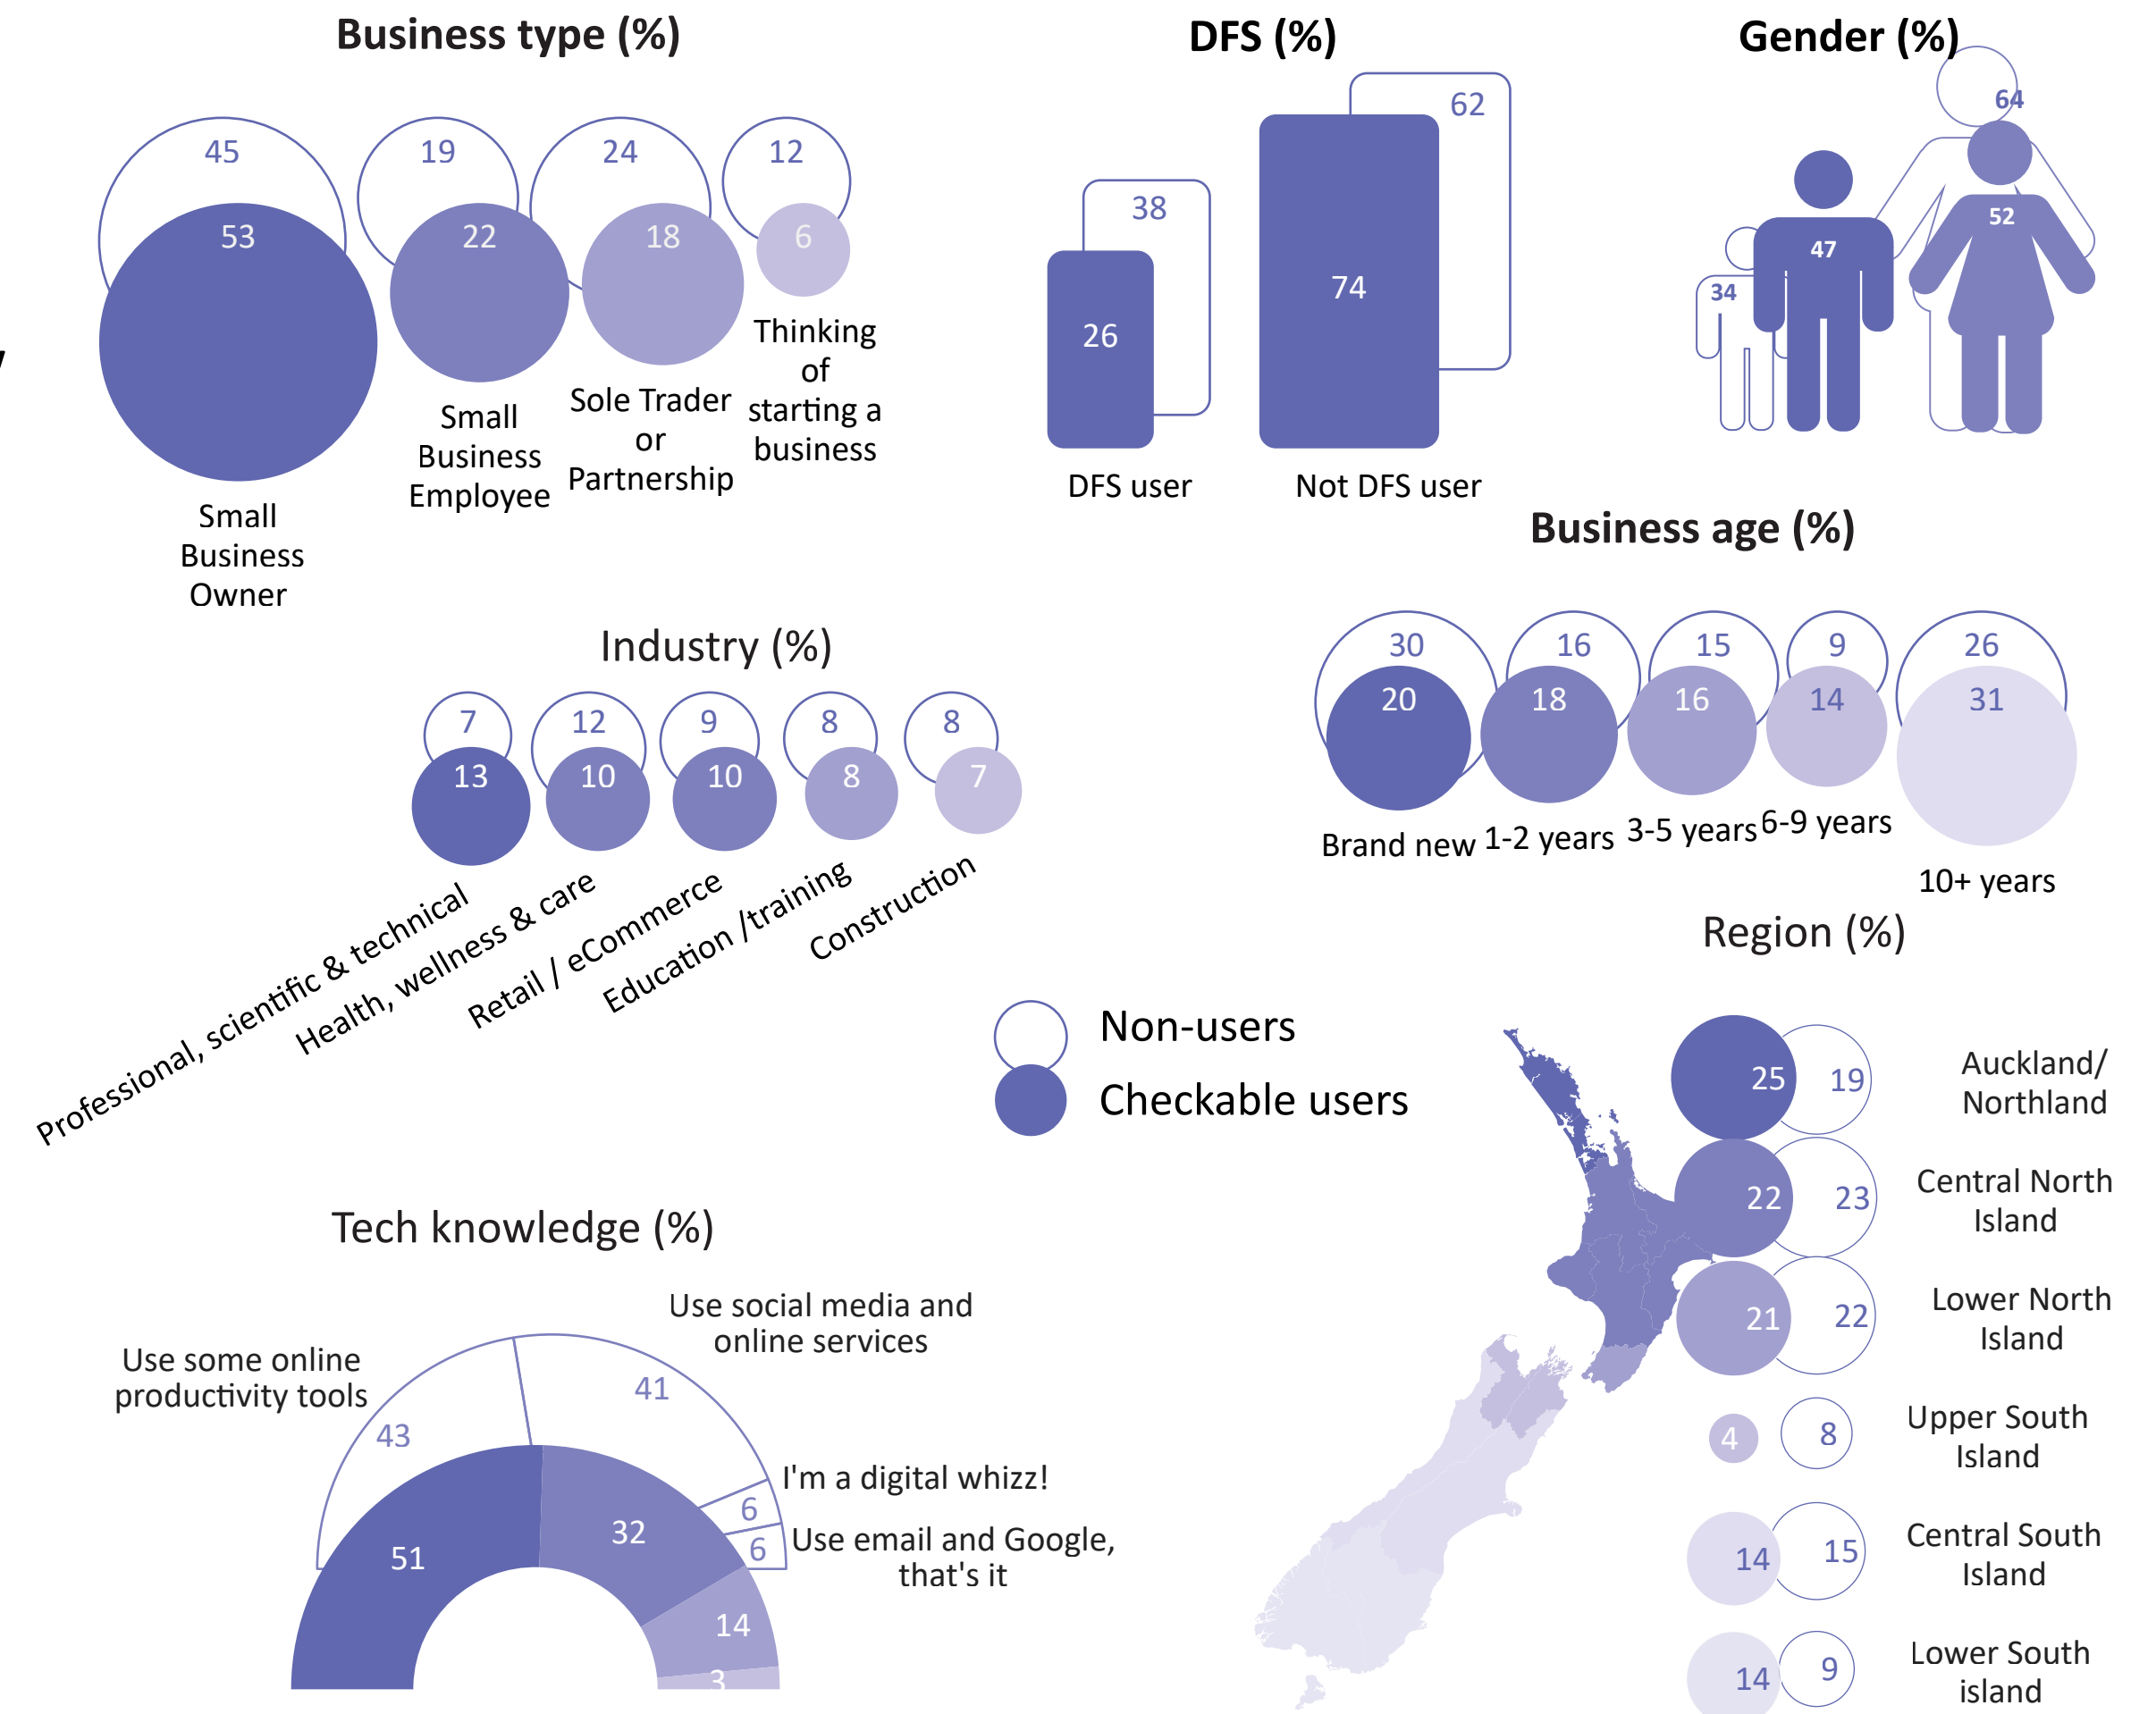 Business type (%)
45
19
24
12
53
22
18
6
Small
Business
Owner
Small
Business
Employee
Sole Trader
or
Partnership
Thinking
of
starting a
business
DFS (%)
38
62
26
74
DFS user
Not DFS user
Gender (%)
64
34
47
52
Business age (%)
30
16
15
9
26
20
18
16
14
31
Brand new
1-2 years
3-5 years
6-9 years
10+ years
Industry (%)
7
12
9
8
8
13
10
10
8
7
Professional, scientific & technical
Health, wellness & care
Retail / eCommerce
Education /training
Construction
Non-users
Checkable users
Region (%)
25
19
Auckland/
Northland
22
23
Central North
Island
21
22
Lower North
Island
4
8
Upper South
Island
14
15
Central South
Island
14
9
Lower South
island
Tech knowledge (%)
Use some online
productivity tools
43
Use social media and
online services
41
I'm a digital whizz!
6
Use email and Google,
that's it
6
51
32
14
3